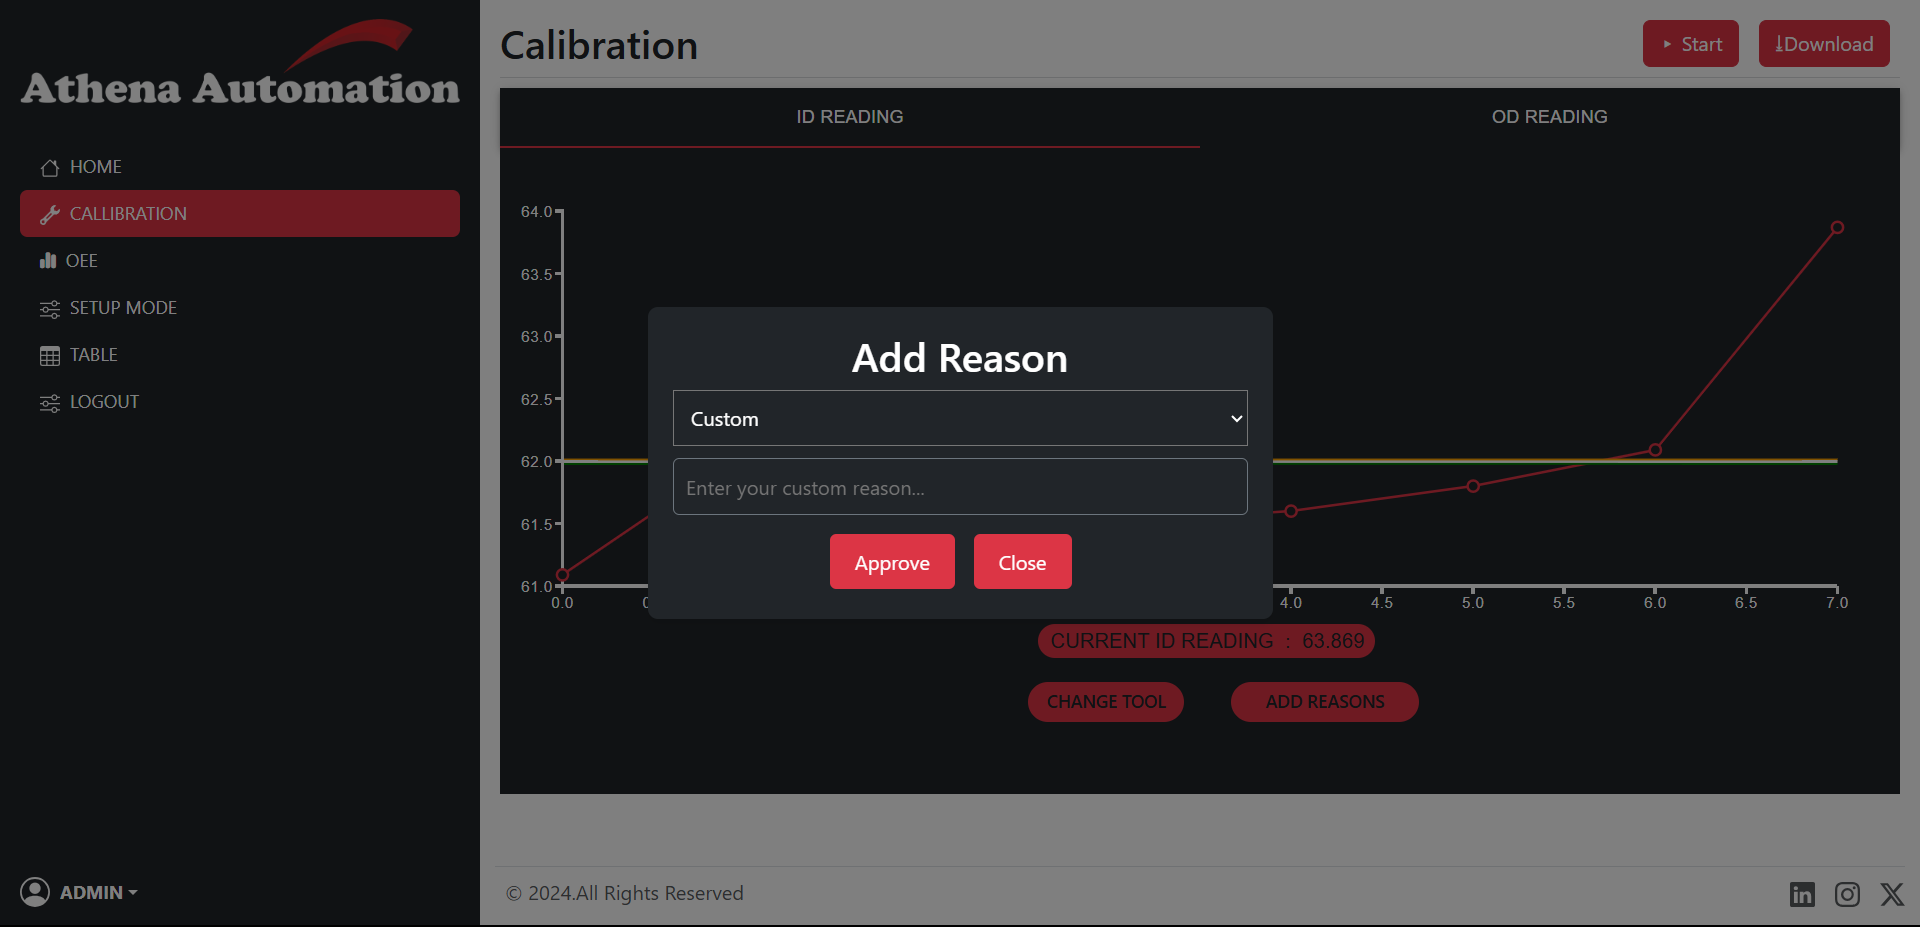 Athena Automation
HOME
CALLIBRATION
OEE
SETUP MODE
TABLE
LOGOUT
ADMIN
Calibration
Start
Download
ID READING
OD READING
64.0
63.5
63.0
62.5
62.0
61.5
61.0
0.0
4.0 4.5 5.0 5.5 6.0 6.5 7.0
Add Reason
Custom
Enter your custom reason...
Approve
Close
CURRENT ID READING : 63.869
CHANGE TOOL
ADD REASONS
© 2024.All Rights Reserved